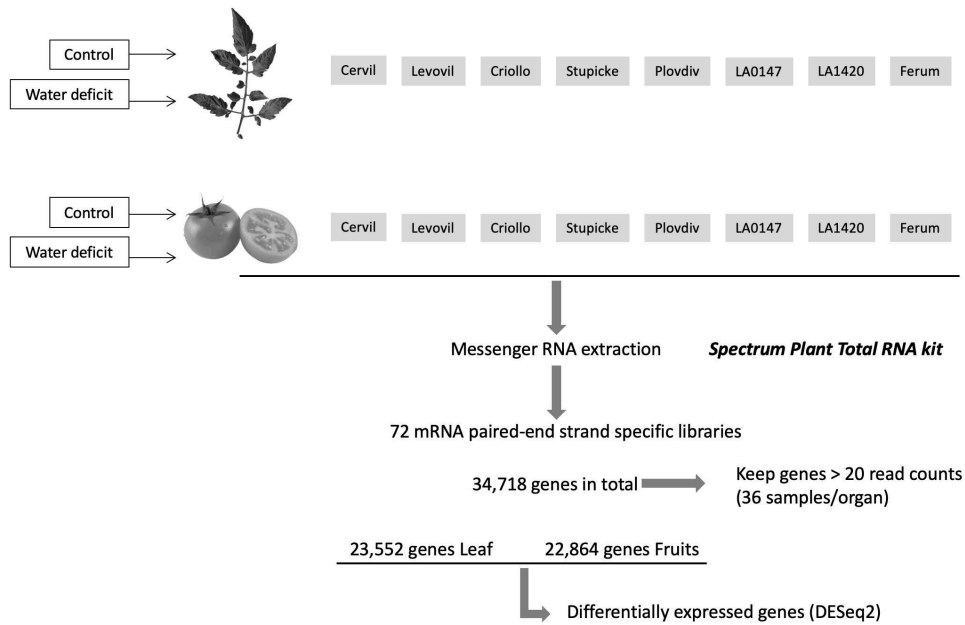 Control
Water deficit
Cervil Levovil Criollo Stupicke Plovdiv LA0147 LA1420 Ferum
Control
Water deficit
Cervil Levovil Criollo Stupicke Plovdiv LA0147 LA1420 Ferum
Messenger RNA extraction Spectrum Plant Total RNA kit
72 mRNA paired-end strand specific libraries
34,718 genes in total
Keep genes > 20 read counts
(36 samples/organ)
23,552 genes Leaf 22,864 genes Fruits
Differentially expressed genes (DESeq2)